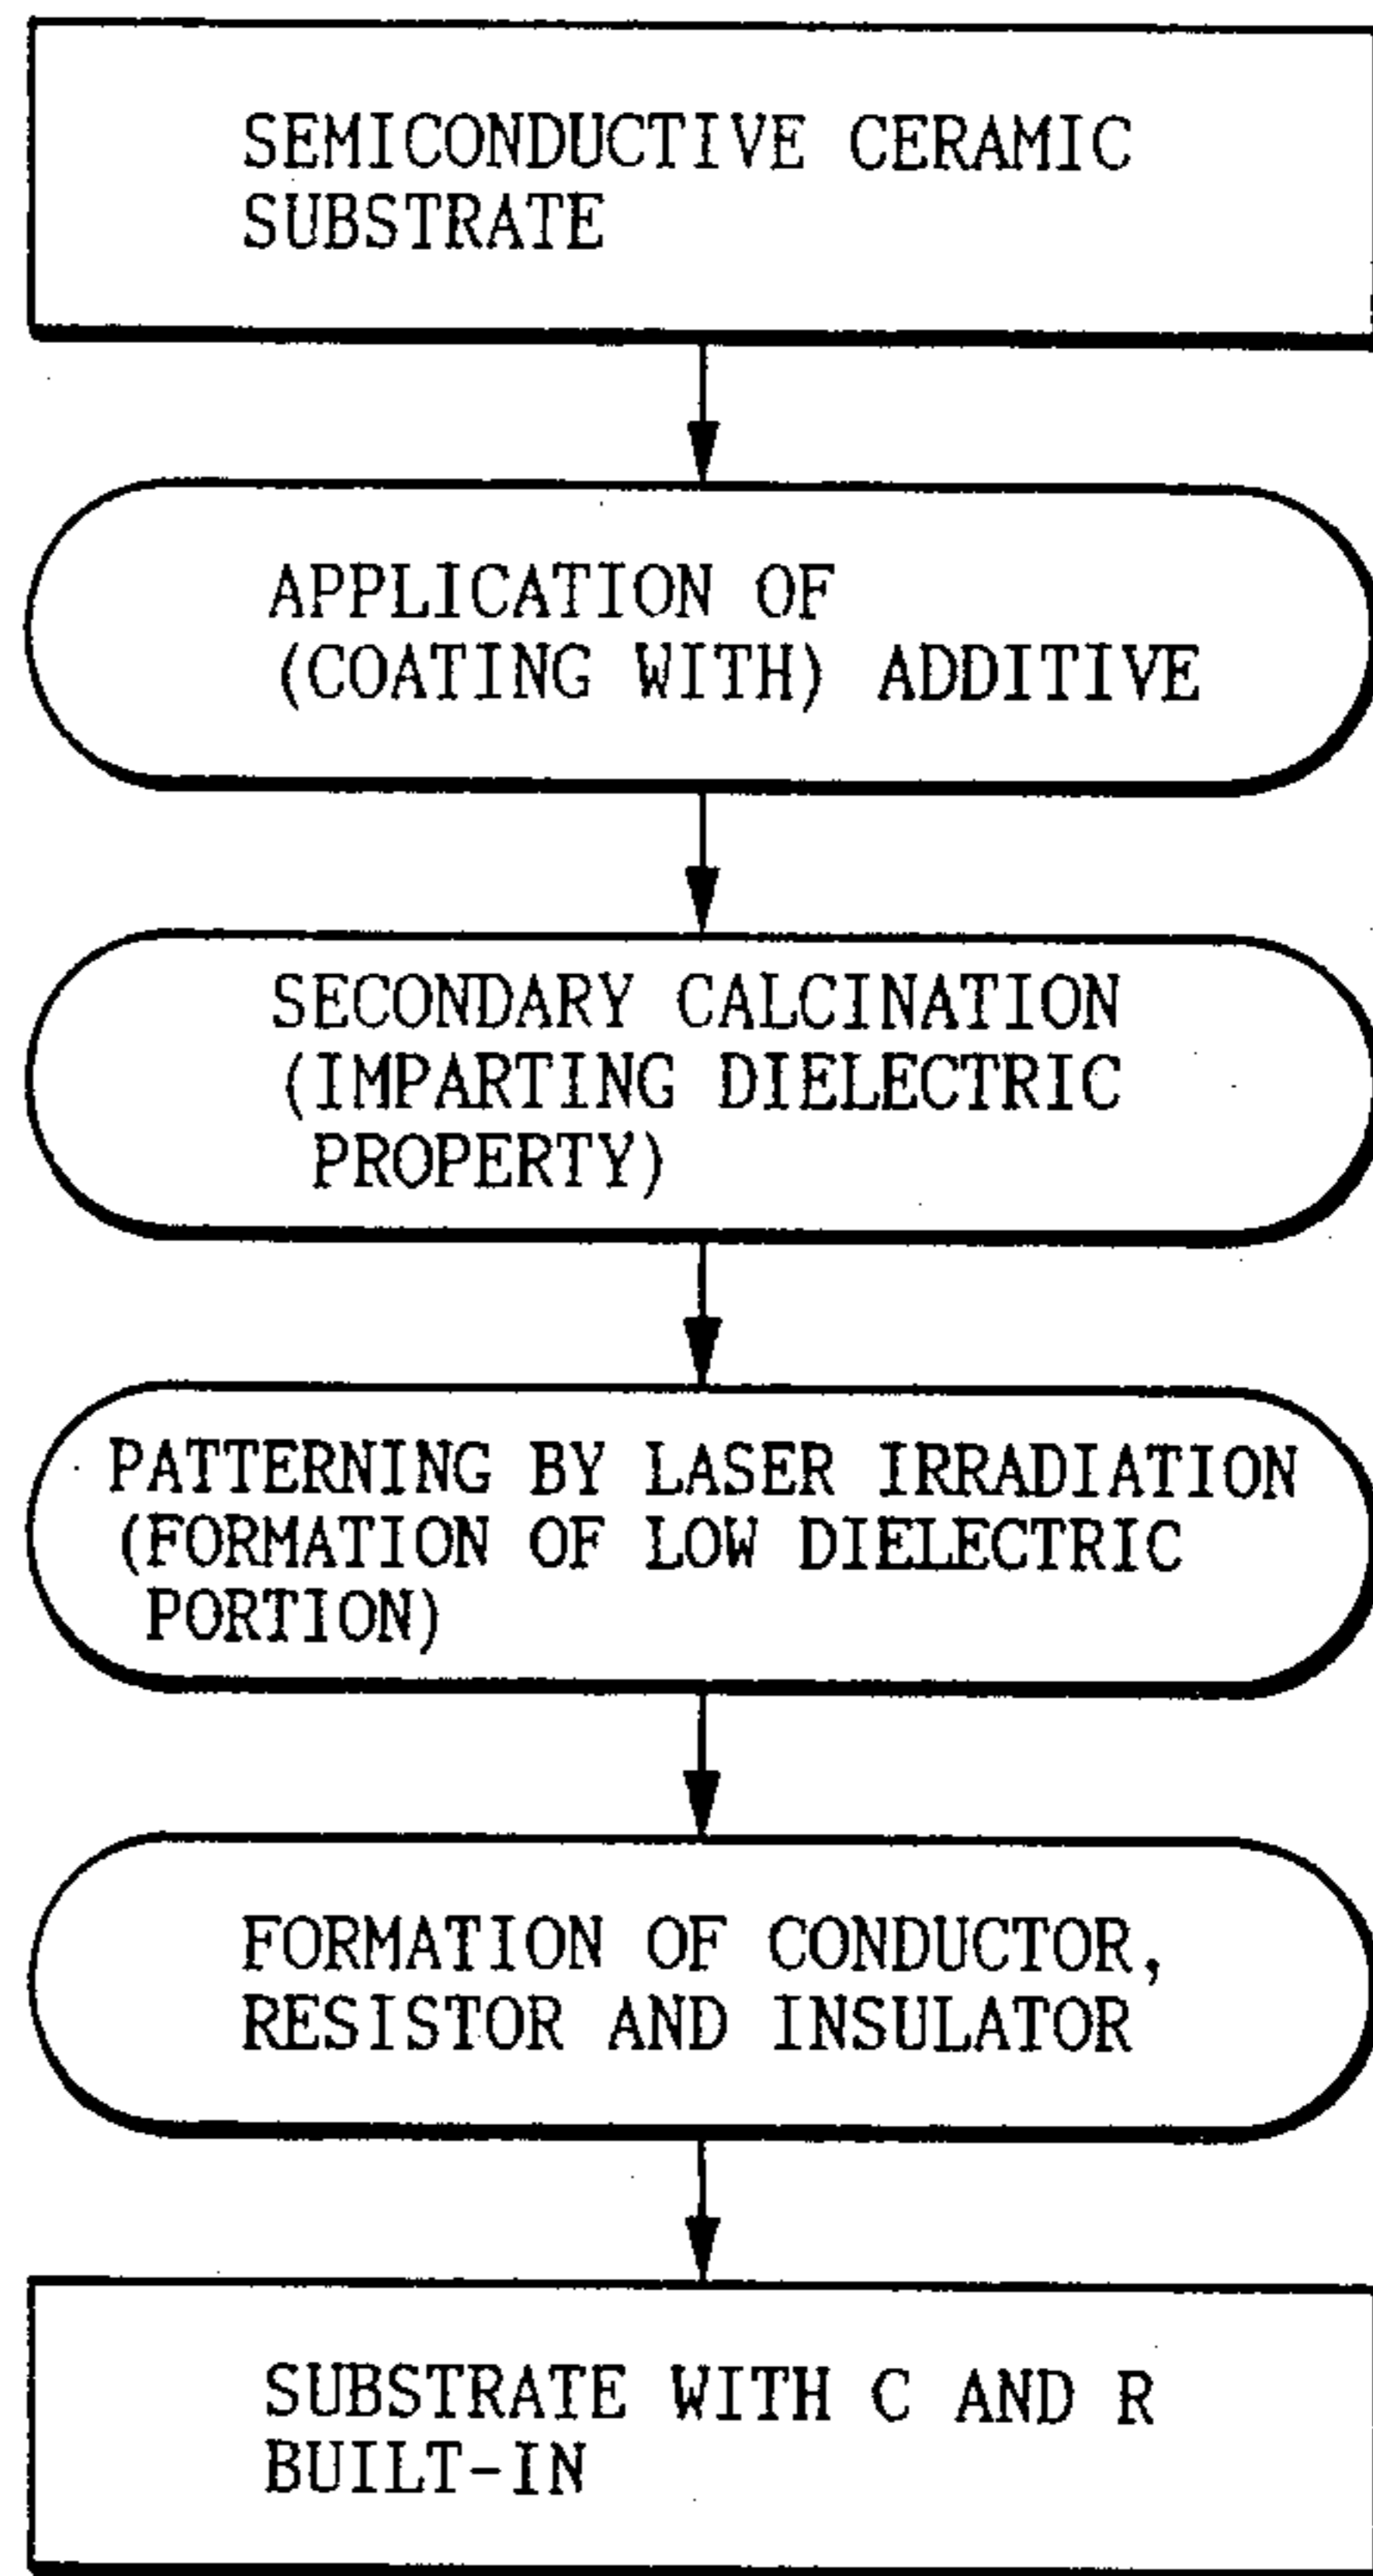 SEMICONDUCTIVE CERAMIC
SUBSTRATE
APPLICATION OF
(COATING WITH) ADDITIVE
SECONDARY CALCINATION
(IMPARTING DIELECTRIC
PROPERTY)
PATTERNING BY LASER IRRADIATION
(FORMATION OF LOW DIELECTRIC
PORTION)
FORMATION OF CONDUCTOR,
RESISTOR AND INSULATOR
SUBSTRATE WITH C AND R
BUILT-IN